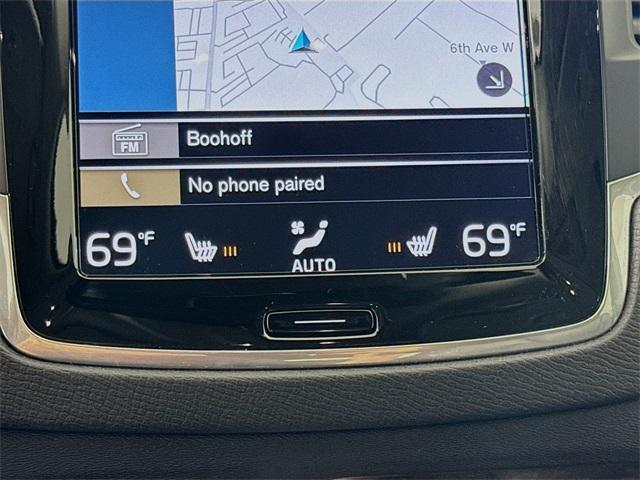 6th Ave W
FM
Boohoff
No phone paired
69°F
AUTO
69°F